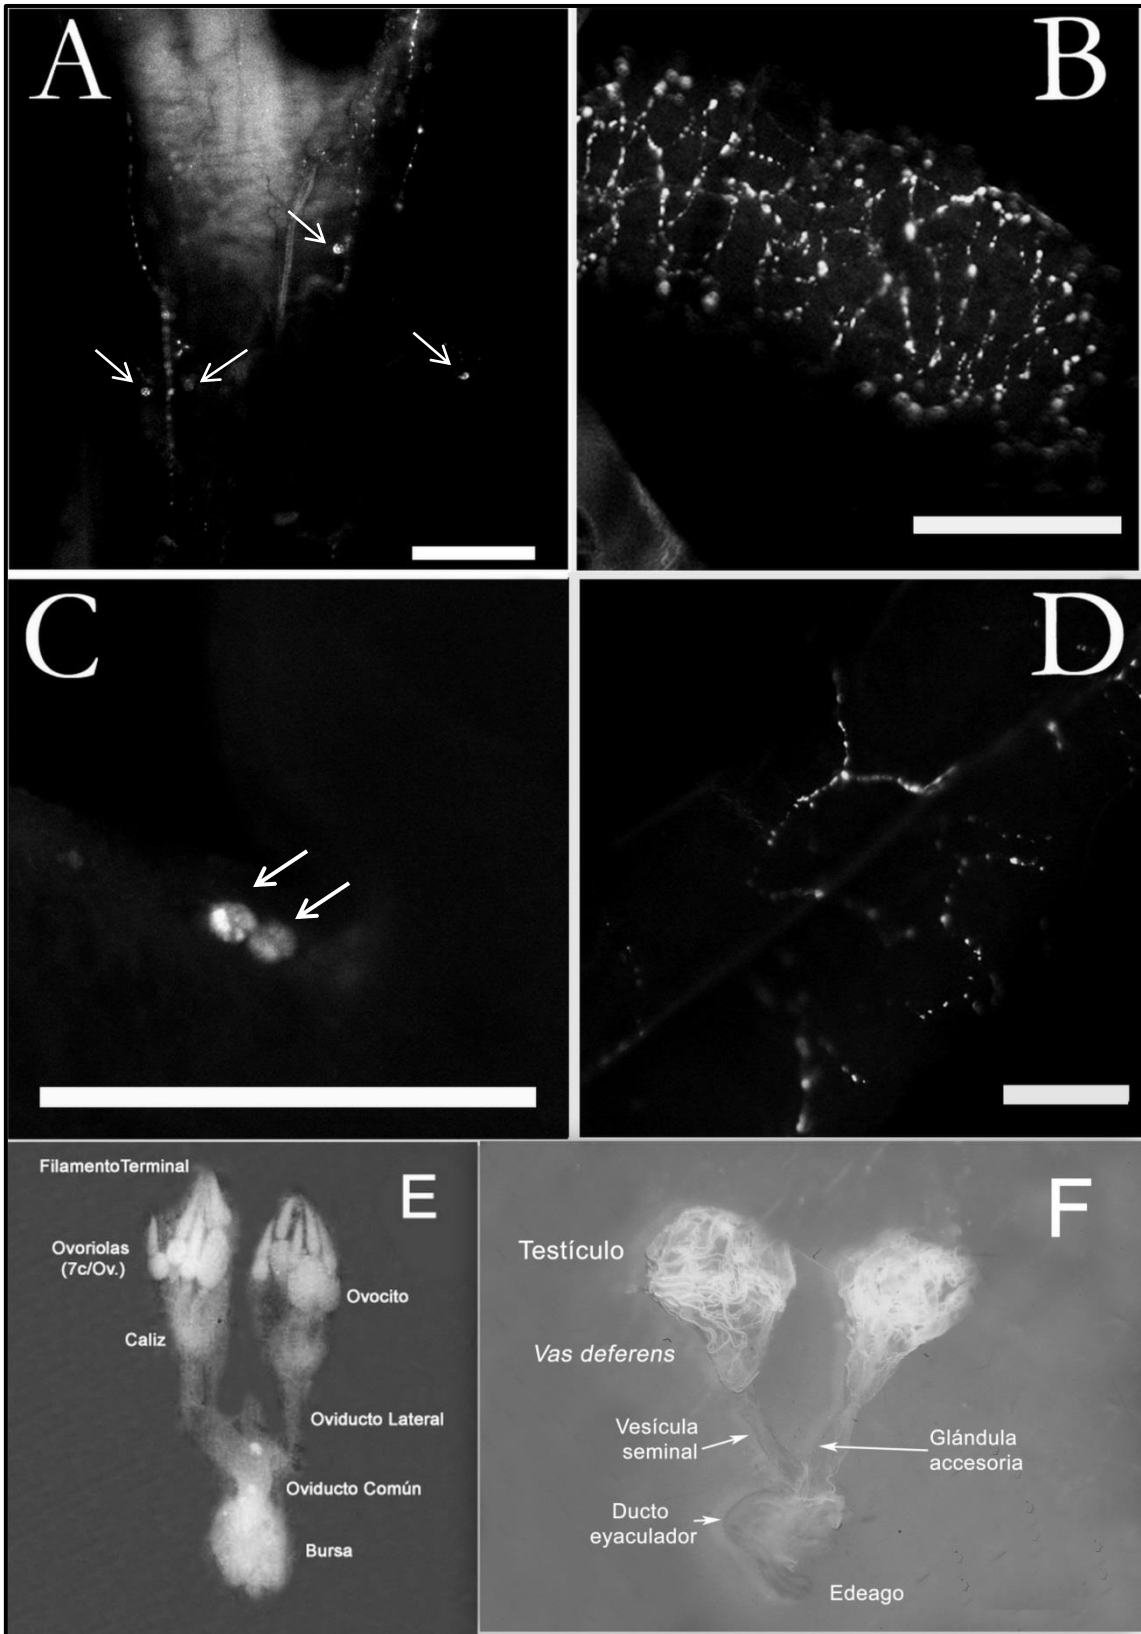 A
B
C
D
E
FilamentoTerminal
Ovoriolas
(7c/Ov.)
Ovocito
Caliz
Oviducto Lateral
Oviducto Común
Bursa
F
Testículo
Vas deferens
Vesícula
seminal
Glándula
accesoria
Ducto
eyaculador
Edeago